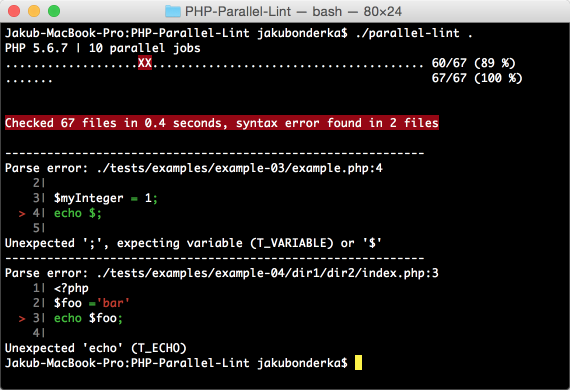 PHP-Parallel-Lint — bash — 80×24
Jakub-MacBook-Pro:PHP-Parallel-Lint jakubonderka$ ./parallel-lint .
PHP 5.6.7 | 10 parallel jobs
...................XX....................................... 60/67 (89 %)
.......                                                      67/67 (100 %)
Checked 67 files in 0.4 seconds, syntax error found in 2 files
------------------------------------------------------------
Parse error: ./tests/examples/example-03/example.php:4
    2|
    3| $myInteger = 1;
  > 4| echo $;
    5|
Unexpected ';', expecting variable (T_VARIABLE) or '$'
------------------------------------------------------------
Parse error: ./tests/examples/example-04/dir1/dir2/index.php:3
    1| <?php
    2| $foo ='bar'
  > 3| echo $foo;
    4|
Unexpected 'echo' (T_ECHO)
Jakub-MacBook-Pro:PHP-Parallel-Lint jakubonderka$